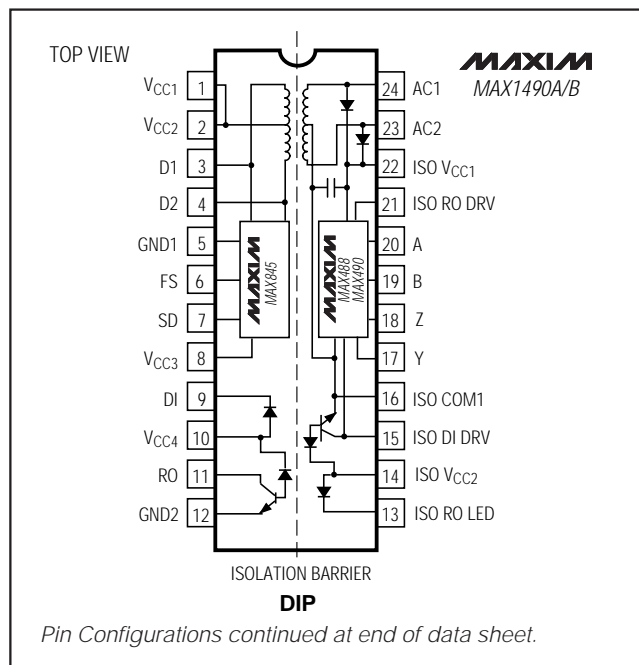 TOP VIEW
MAXIM
MAX1490A/B
VCC1 1
VCC2 2
D1 3
D2 4
GND1 5
FS 6
SD 7
VCC3 8
DI 9
VCC4 10
RO 11
GND2 12
24 AC1
23 AC2
22 ISO VCC1
21 ISO RO DRV
20 A
19 B
18 Z
17 Y
16 ISO COM1
15 ISO DI DRV
14 ISO VCC2
13 ISO RO LED
MAXIM
MAX845
MAXIM
MAX488
MAX490
ISOLATION BARRIER
DIP
Pin Configurations continued at end of data sheet.